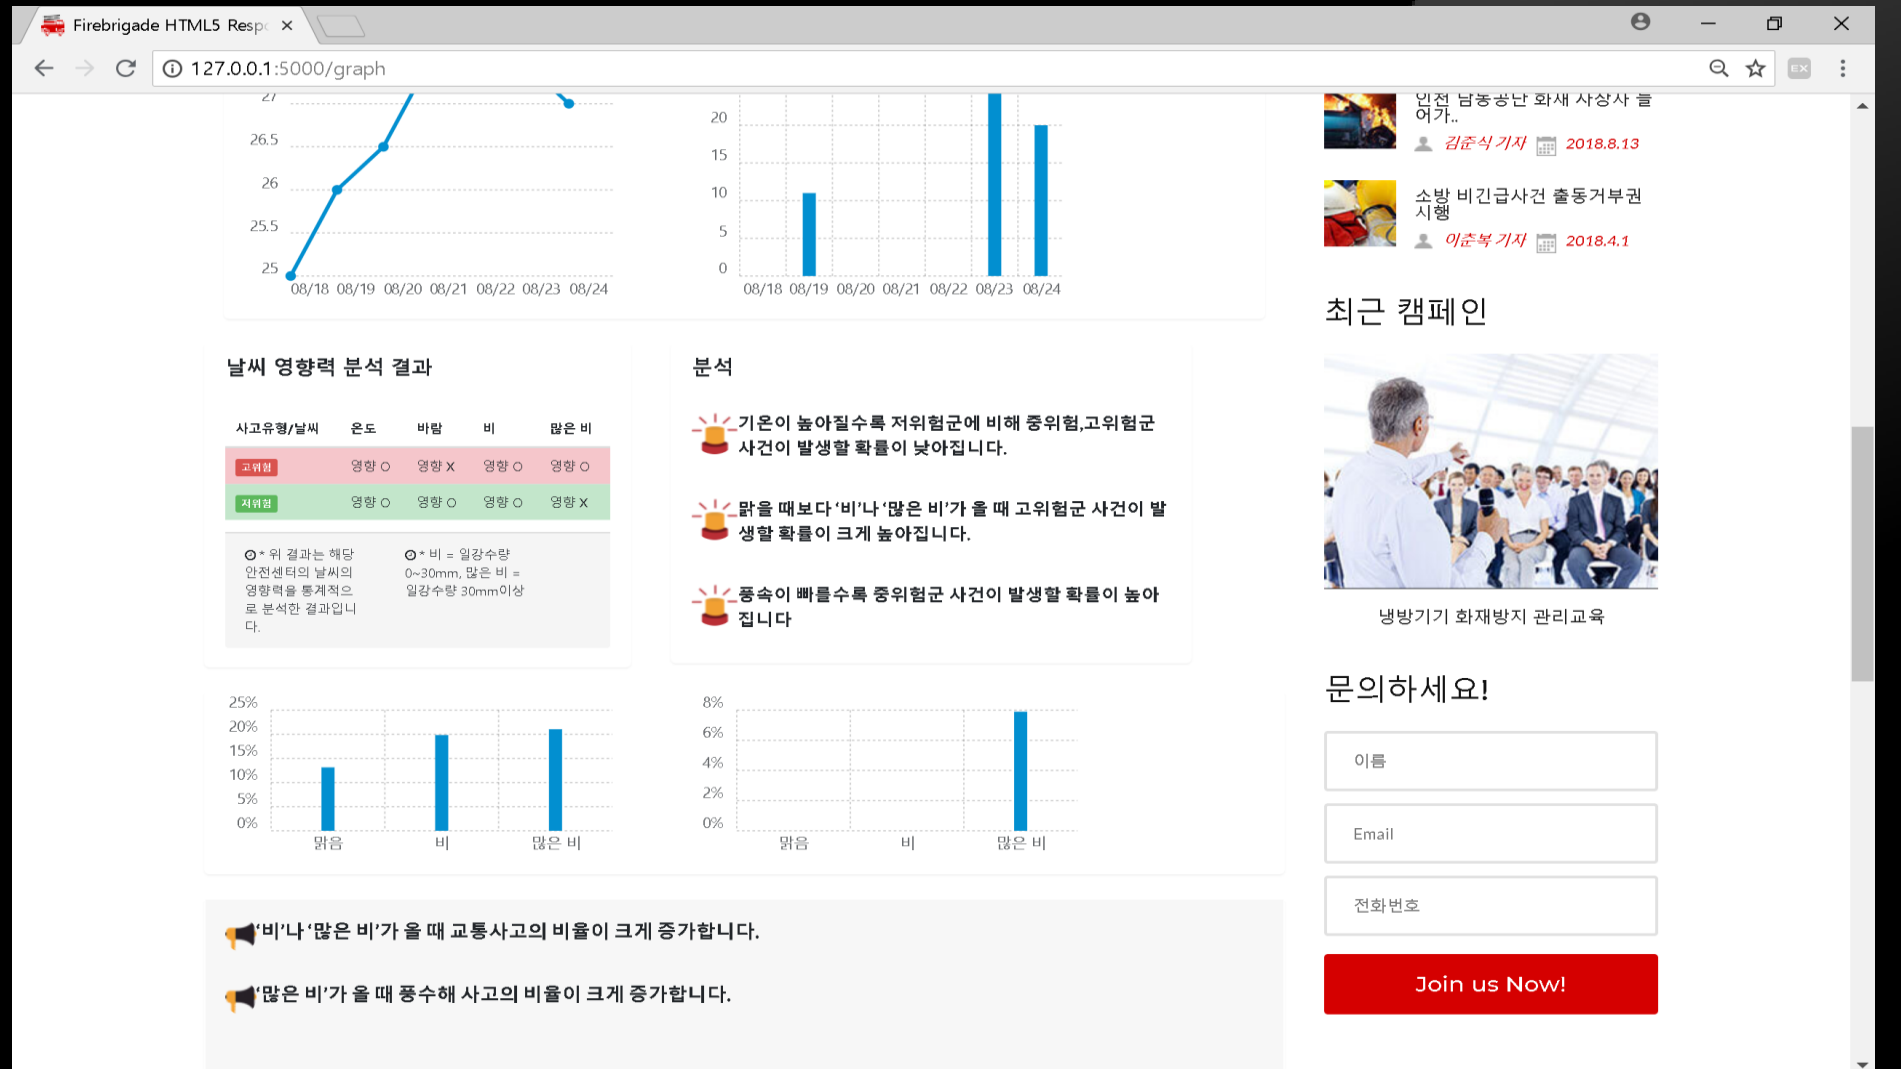 Firebrigade HTML5 Resp
127.0.0.1:5000/graph
EX
27
26.5
26
25.5
25
08/18 08/19 08/20 08/21 08/22 08/23 08/24
20
15
10
5
0
08/18 08/19 08/20 08/21 08/22 08/23 08/24
인천 남동공단 화재 사상자 늘
어가..
김준식 기자 2018.8.13
소방 비긴급사건 출동거부권
시행
이춘복 기자 2018.4.1
최근 캠페인
냉방기기 화재방지 관리교육
문의하세요!
이름
Email
전화번호
Join us Now!
날씨 영향력 분석 결과
사고유형/날씨 온도 바람 비 많은 비
고위험 영향 O 영향 X 영향 O 영향 O
저위험 영향 O 영향 O 영향 O 영향 X
* 위 결과는 해당
안전센터의 날씨의
영향력을 통계적으
로 분석한 결과입니
다.
* 비 = 일강수량
0~30mm, 많은 비 =
일강수량 30mm이상
분석
기온이 높아질수록 저위험군에 비해 중위험,고위험군
사건이 발생할 확률이 낮아집니다.
맑을 때보다 '비'나 '많은 비'가 올 때 고위험군 사건이 발
생할 확률이 크게 높아집니다.
풍속이 빠를수록 중위험군 사건이 발생할 확률이 높아
집니다
25%
20%
15%
10%
5%
0%
맑음 비 많은 비
8%
6%
4%
2%
0%
맑음 비 많은 비
'비'나 '많은 비'가 올 때 교통사고의 비율이 크게 증가합니다.
'많은 비'가 올 때 풍수해 사고의 비율이 크게 증가합니다.